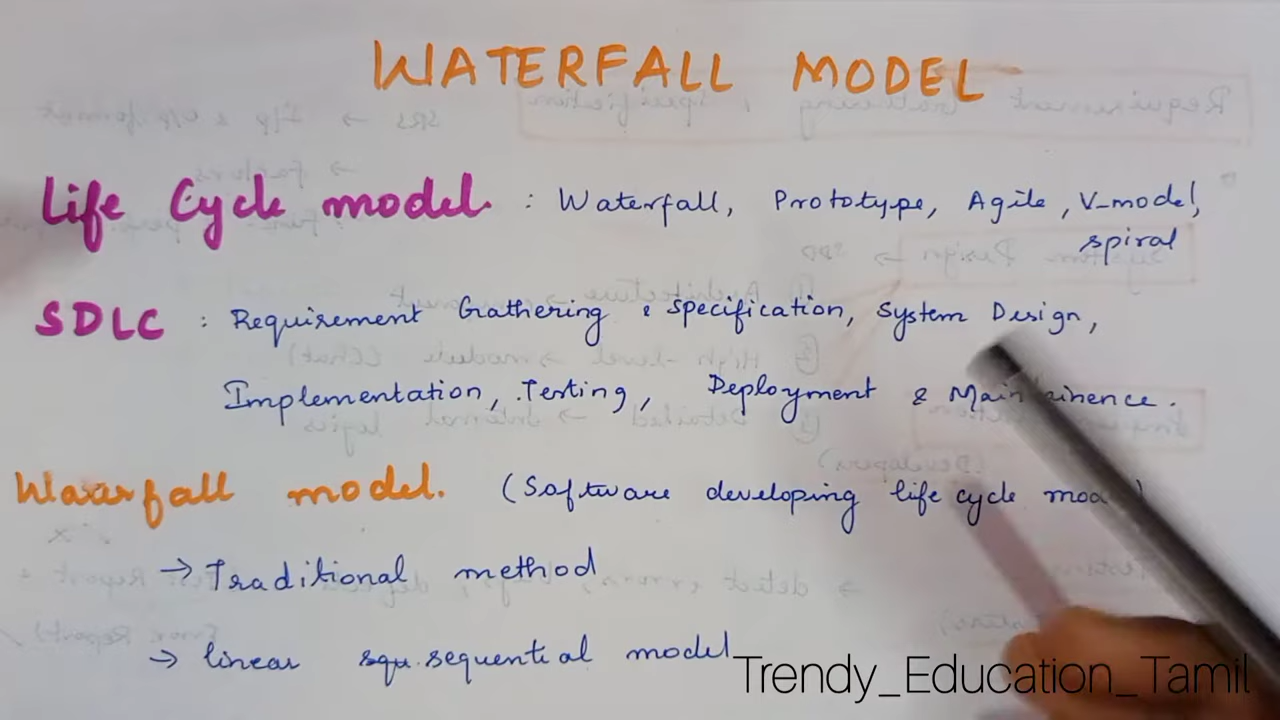 WATERFALL MODEL
Life Cycle model. : Waterfall, Prototype, Agile, V-model,
spiral
SDLC : Requirement Gathering & specification, System Design,
Implementation, Testing, Deployment &
Waterfall model. (Software developing life cycle
→ Traditional method
→ linear squ.sequential model
Trendy_Education_Tamil